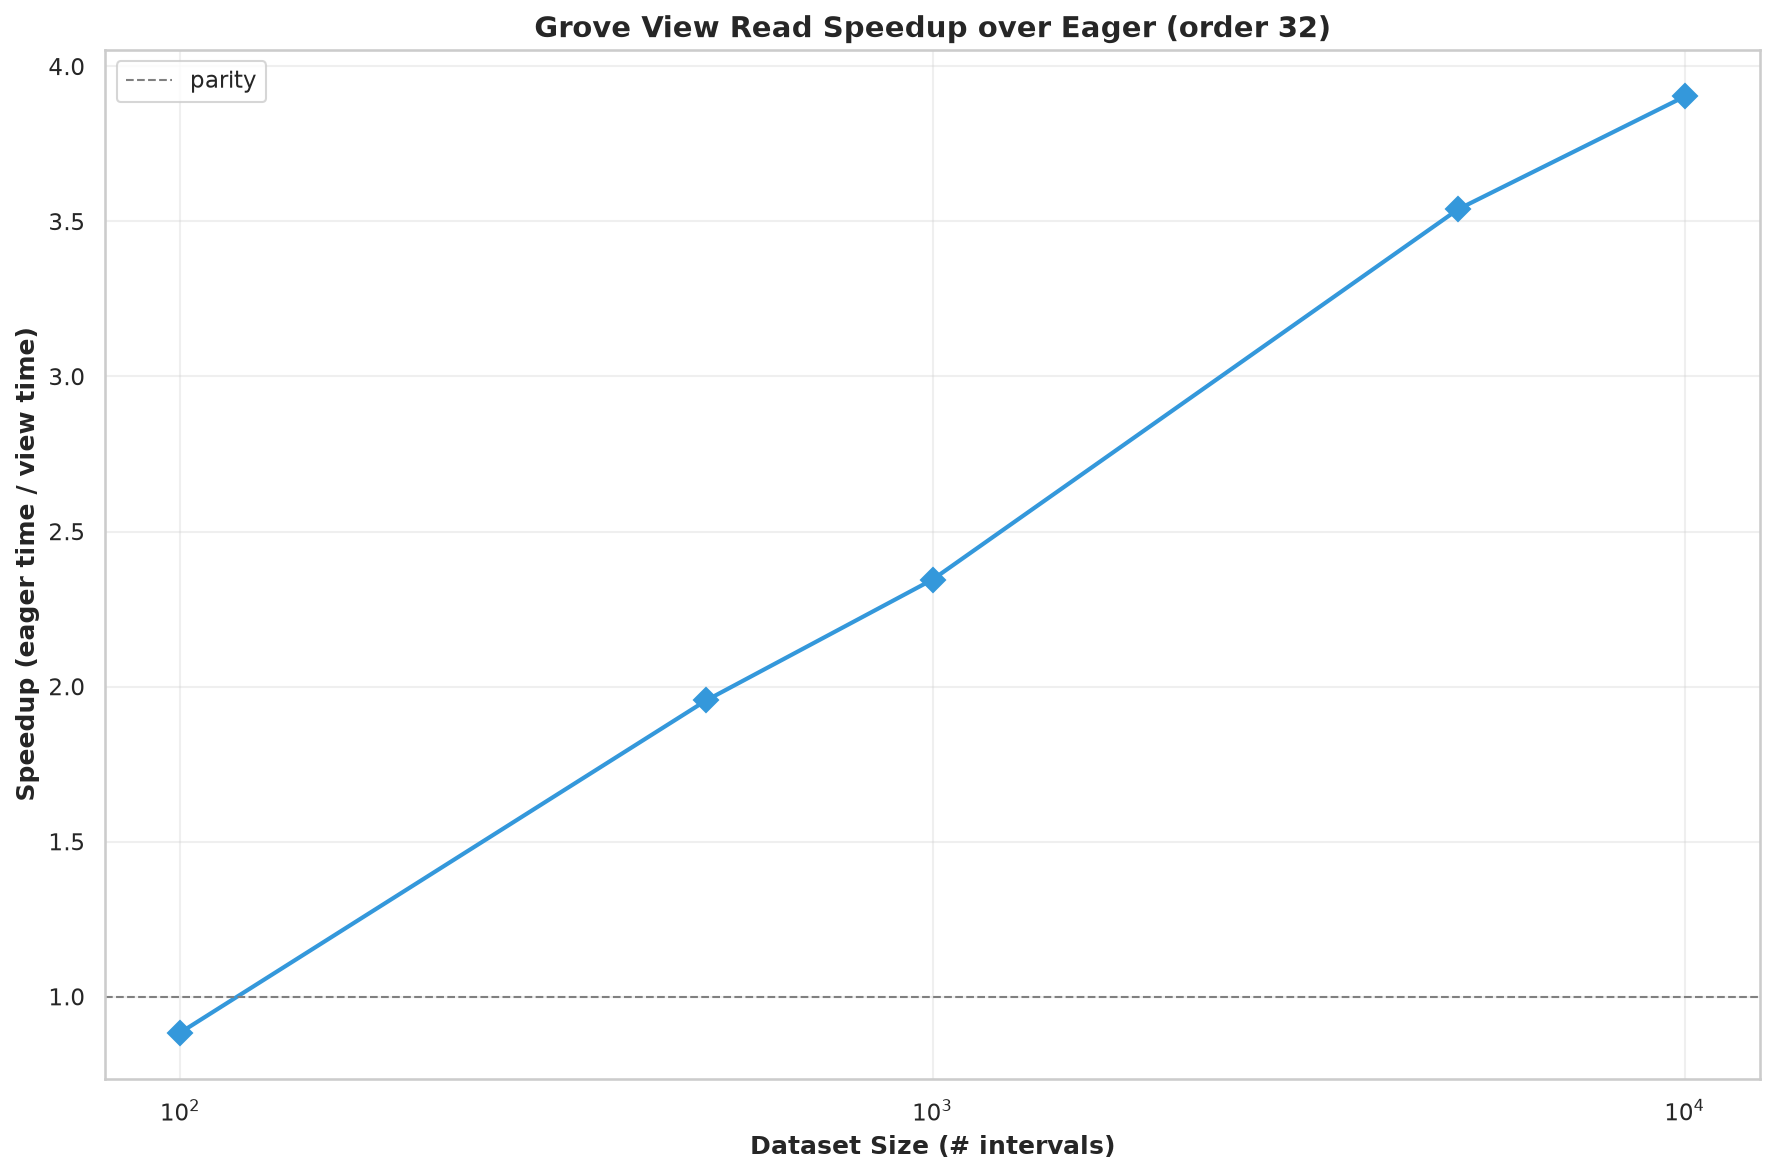 Grove View Read Speedup over Eager (order 32)
parity
Speedup (eager time / view time)
4.0
3.5
3.0
2.5
2.0
1.5
1.0
10²
10³
10⁴
Dataset Size (# intervals)